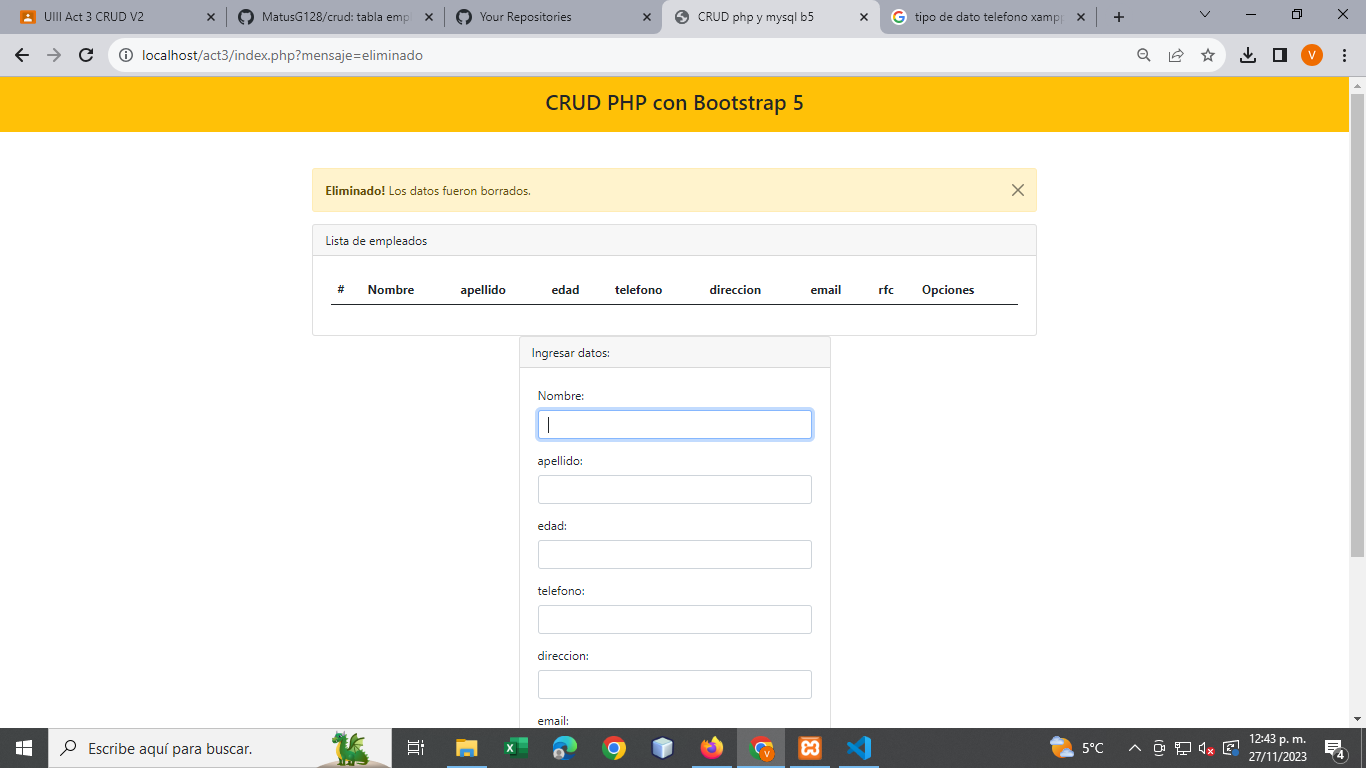 UIII Act 3 CRUD V2
MatusG128/crud: tabla empl
Your Repositories
CRUD php y mysql b5
tipo de dato telefono xampp
localhost/act3/index.php?mensaje=eliminado
V
CRUD PHP con Bootstrap 5
Eliminado! Los datos fueron borrados.
Lista de empleados
# Nombre apellido edad telefono direccion email rfc Opciones
Ingresar datos:
Nombre:
apellido:
edad:
telefono:
direccion:
email:
Escribe aquí para buscar.
V
5°C
12:43 p. m.
27/11/2023
4